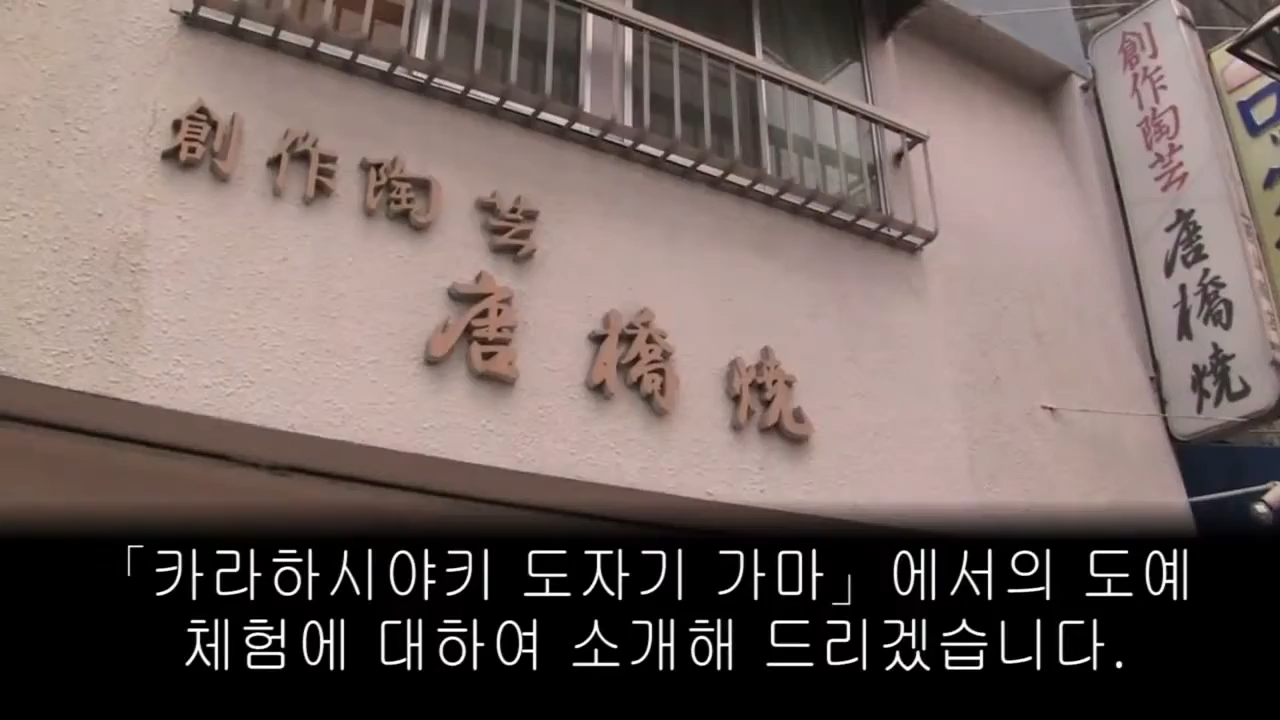 創作陶芸
唐橋焼
創作陶芸 唐橋焼
「카라하시야키 도자기 가마」에서의 도예
체험에 대하여 소개해 드리겠습니다.